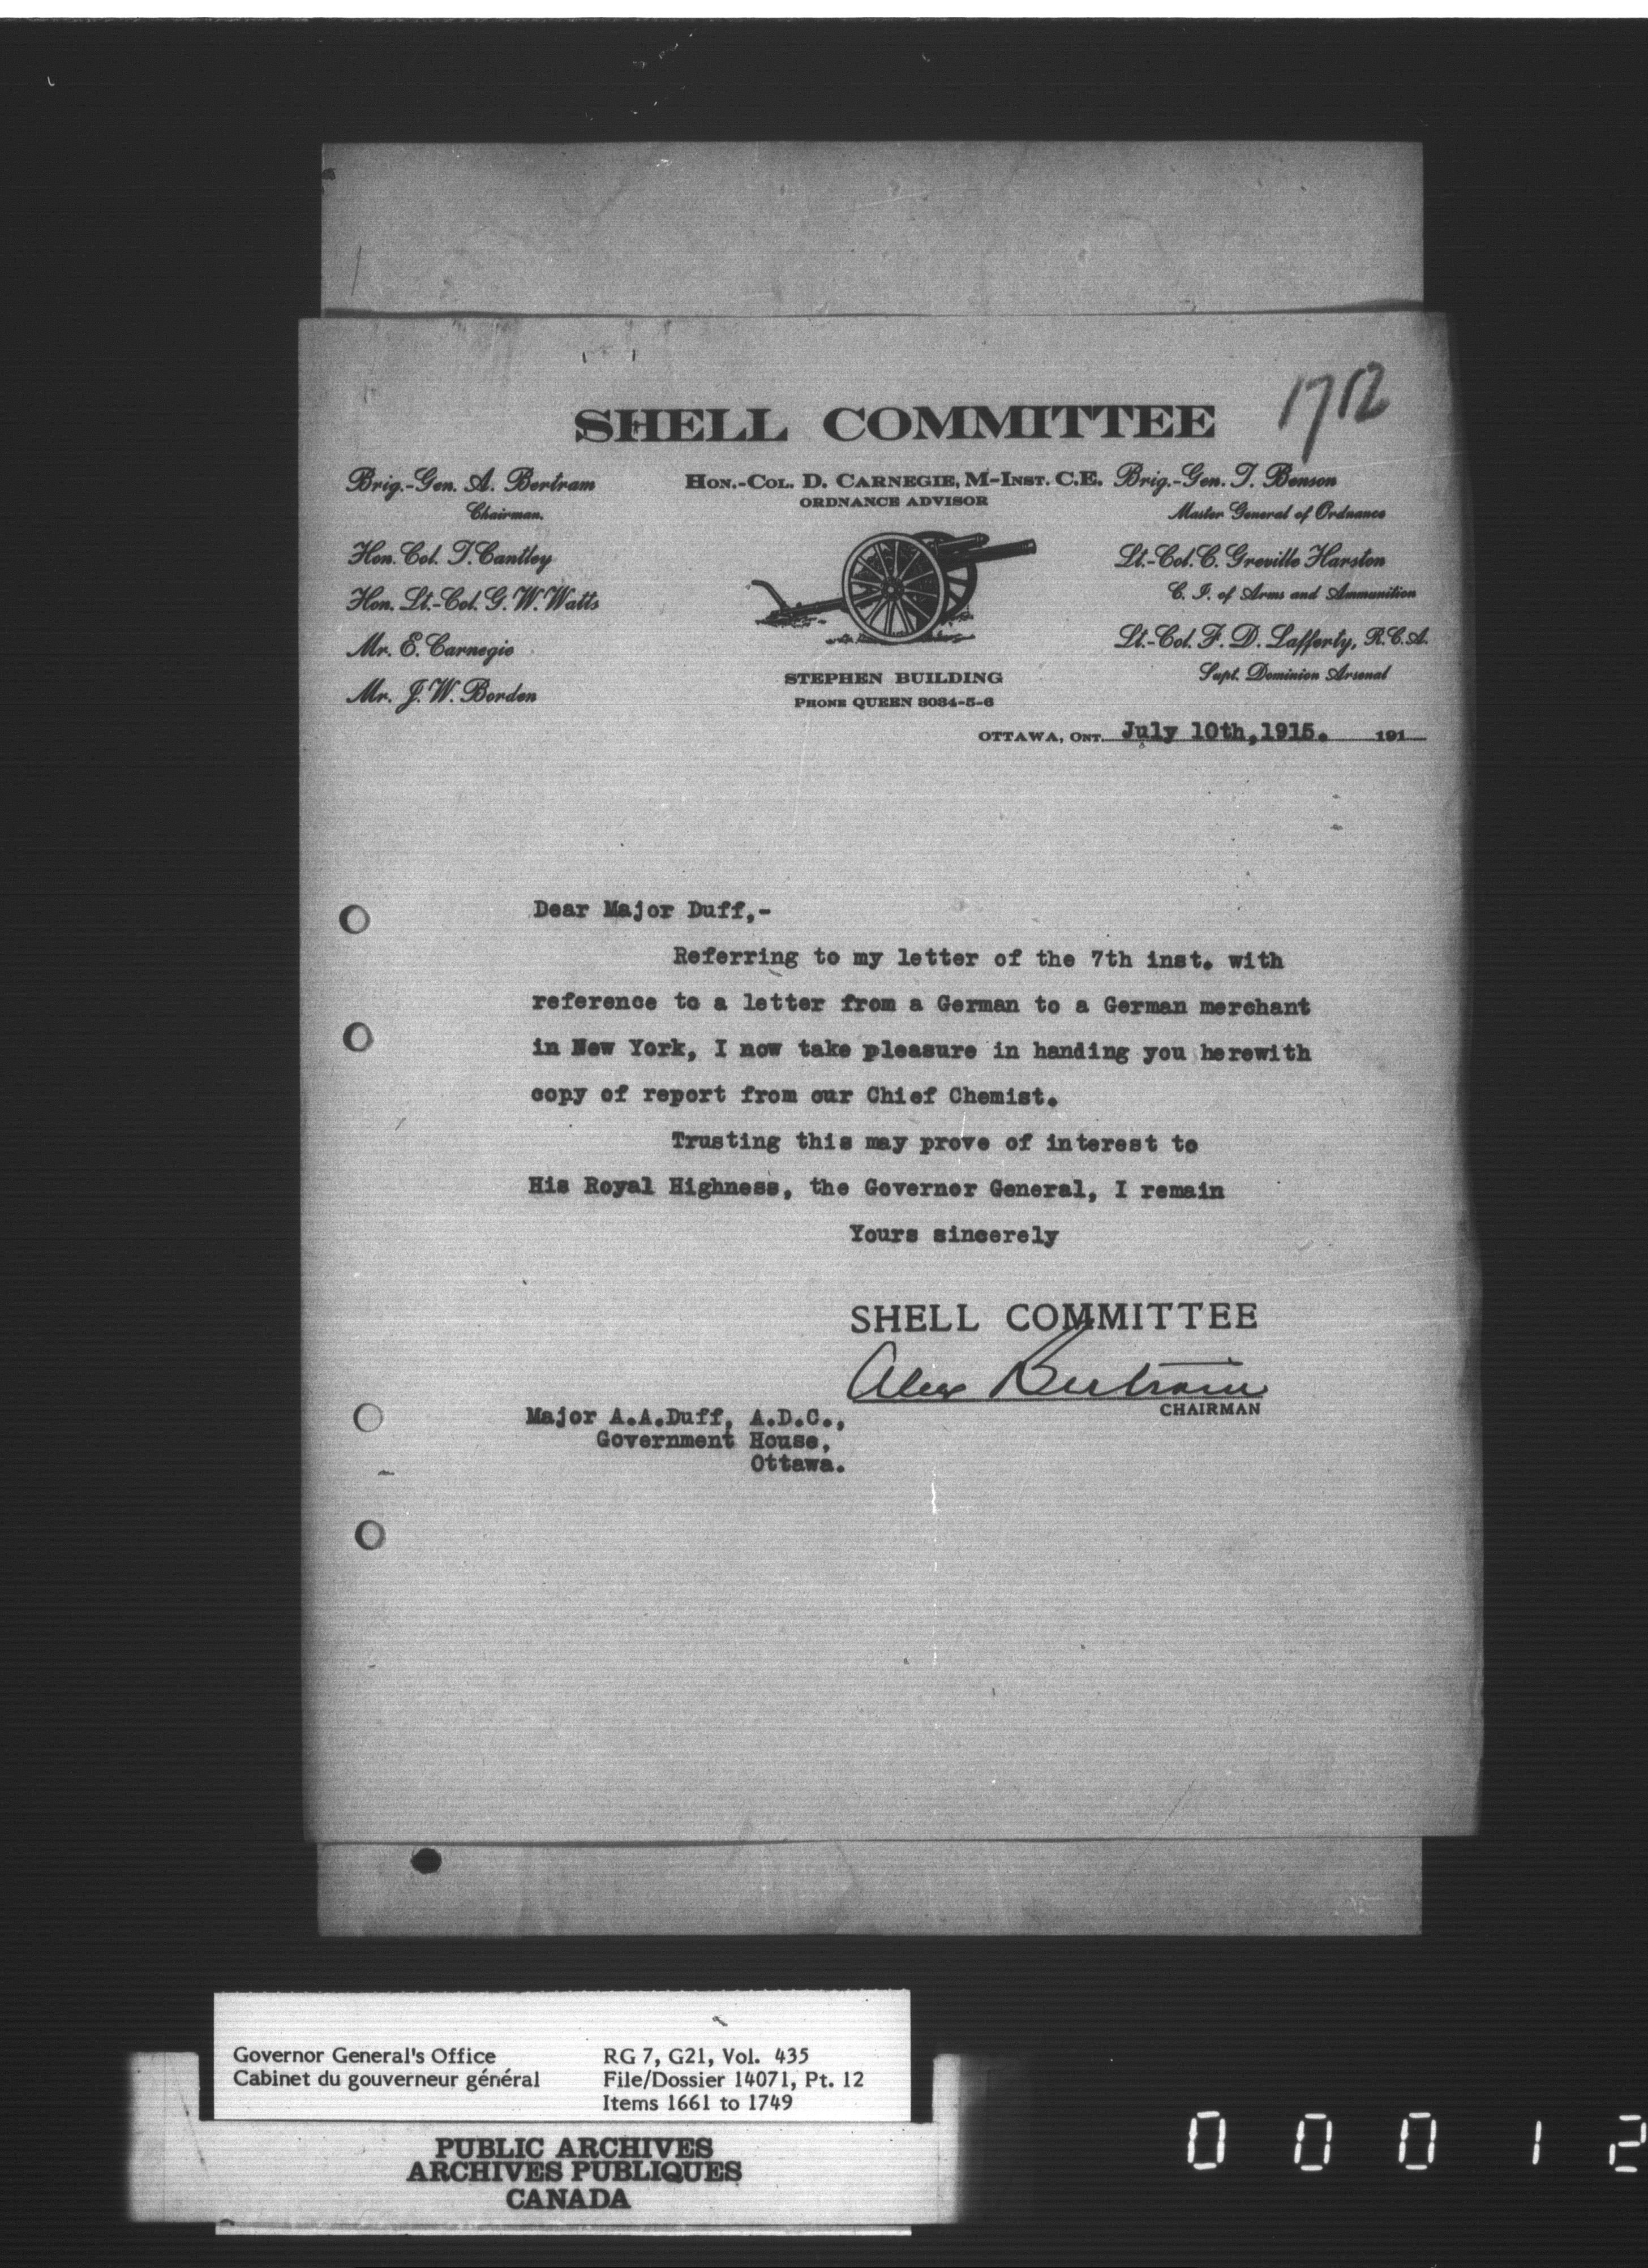 1712
SHELL COMMITTEE
Brig.-Gen. A. Bertram
Chairman.
Hon. Col. T. Cantley
Hon. Lt.-Col. G. W. Watts
Mr. E. Carnegie
Mr. J. W. Borden
HON.-COL. D. CARNEGIE, M-INST. C.E.
ORDNANCE ADVISOR
STEPHEN BUILDING
PHONE QUEEN 3034-5-6
Brig.-Gen. T. Benson
Master General of Ordnance
Lt.-Col. C. Greville Harston
C. I. of Arms and Ammunition
Lt.-Col. F. D. Lafferty, R.C.A.
Supt. Dominion Arsenal
OTTAWA, ONT. July 10th, 1915. 191
Dear Major Duff,-
Referring to my letter of the 7th inst. with
reference to a letter from a German to a German merchant
in New York, I now take pleasure in handing you herewith
copy of report from our Chief Chemist.
Trusting this may prove of interest to
His Royal Highness, the Governor General, I remain
Yours sincerely
SHELL COMMITTEE
Alex Bertram
CHAIRMAN
Major A.A.Duff, A.D.C.,
Government House,
Ottawa.
Governor General's Office
Cabinet du gouverneur général
RG 7, G21, Vol. 435
File/Dossier 14071, Pt. 12
Items 1661 to 1749
PUBLIC ARCHIVES
ARCHIVES PUBLIQUES
CANADA
0 0 0 1 2